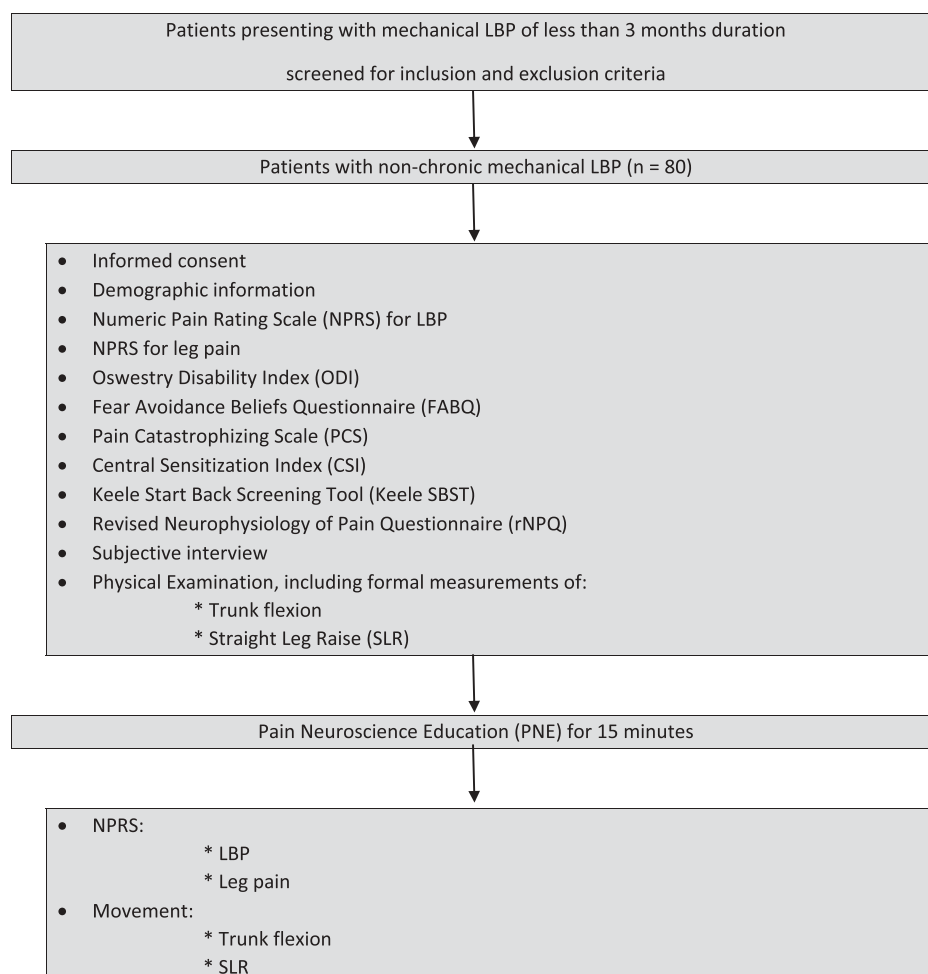 Patients presenting with mechanical LBP of less than 3 months duration
screened for inclusion and exclusion criteria
Patients with non-chronic mechanical LBP (n = 80)
• Informed consent
• Demographic information
• Numeric Pain Rating Scale (NPRS) for LBP
• NPRS for leg pain
• Oswestry Disability Index (ODI)
• Fear Avoidance Beliefs Questionnaire (FABQ)
• Pain Catastrophizing Scale (PCS)
• Central Sensitization Index (CSI)
• Keele Start Back Screening Tool (Keele SBST)
• Revised Neurophysiology of Pain Questionnaire (rNPQ)
• Subjective interview
• Physical Examination, including formal measurements of:
* Trunk flexion
* Straight Leg Raise (SLR)
Pain Neuroscience Education (PNE) for 15 minutes
• NPRS:
* LBP
* Leg pain
• Movement:
* Trunk flexion
* SLR